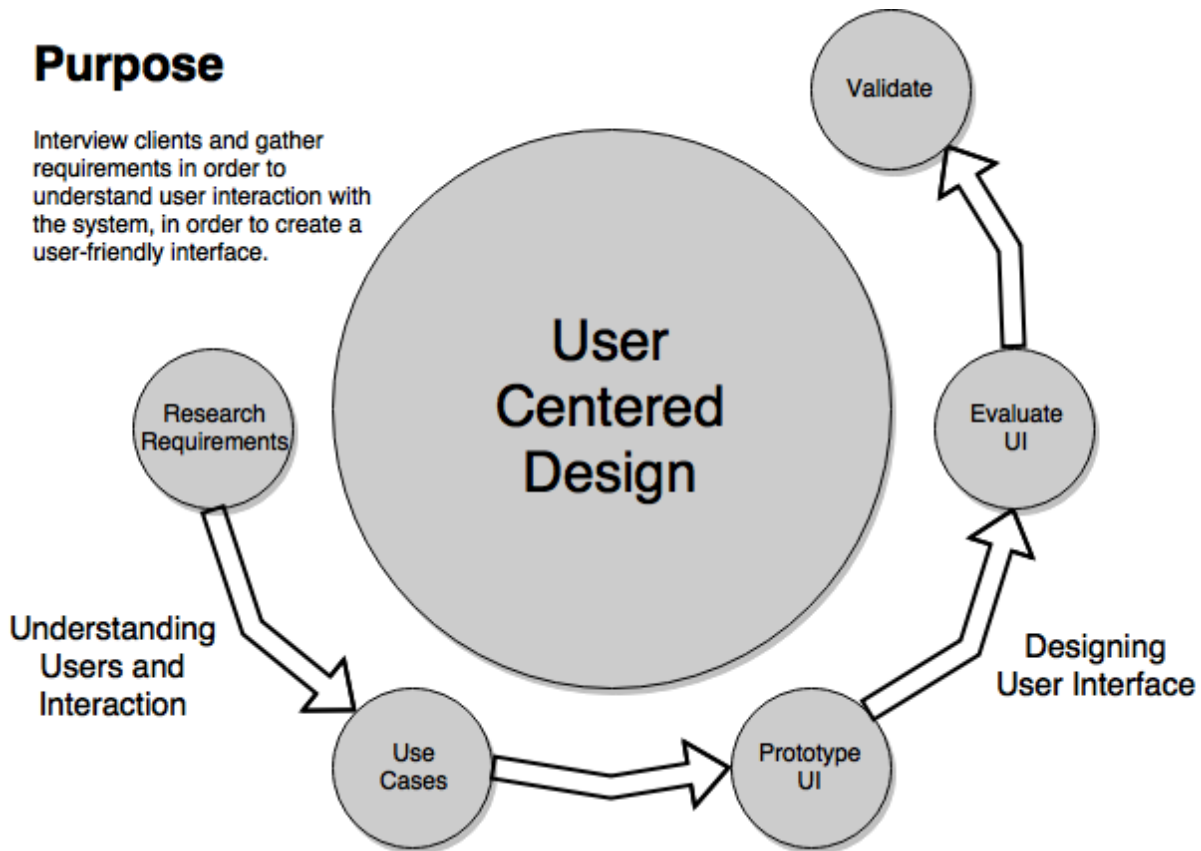 Purpose
Interview clients and gather
requirements in order to
understand user interaction with
the system, in order to create a
user-friendly interface.
Validate
User
Centered
Design
Research
Requirements
Evaluate
UI
Understanding
Users and
Interaction
Designing
User Interface
Use
Cases
Prototype
UI